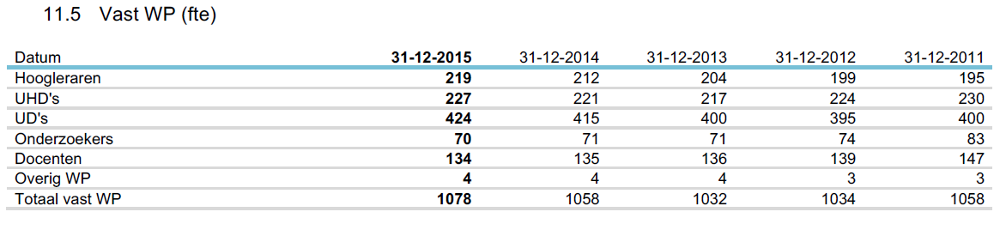 11.5 Vast WP (fte)
Datum 31-12-2015 31-12-2014 31-12-2013 31-12-2012 31-12-2011
Hoogleraren 219 212 204 199 195
UHD's 227 221 217 224 230
UD's 424 415 400 395 400
Onderzoekers 70 71 71 74 83
Docenten 134 135 136 139 147
Overig WP 4 4 4 3 3
Totaal vast WP 1078 1058 1032 1034 1058